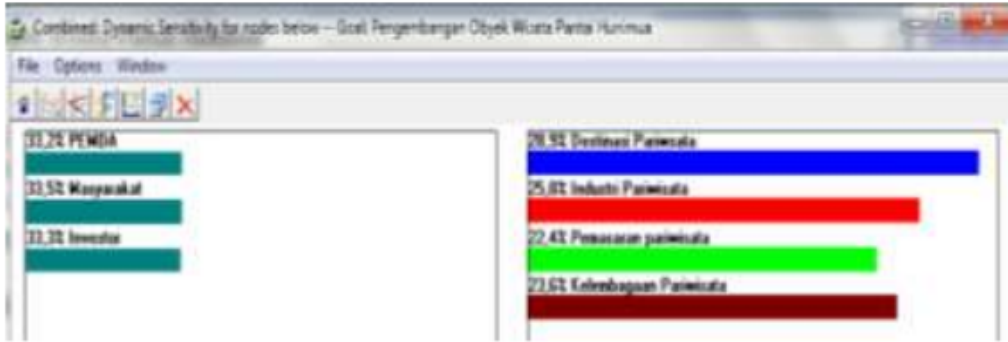 Combined: Dynamic Sensitivity for nodes below -- Goal: Pengembangan Obyek Wisata Pantai Hunimua
File Options Window
33,2% PEMDA
33,5% Masyarakat
33,3% Investor
28,9% Destinasi Pariwisata
25,0% Industri Pariwisata
22,4% Pemasaran pariwisata
23,6% Kelembagaan Pariwisata